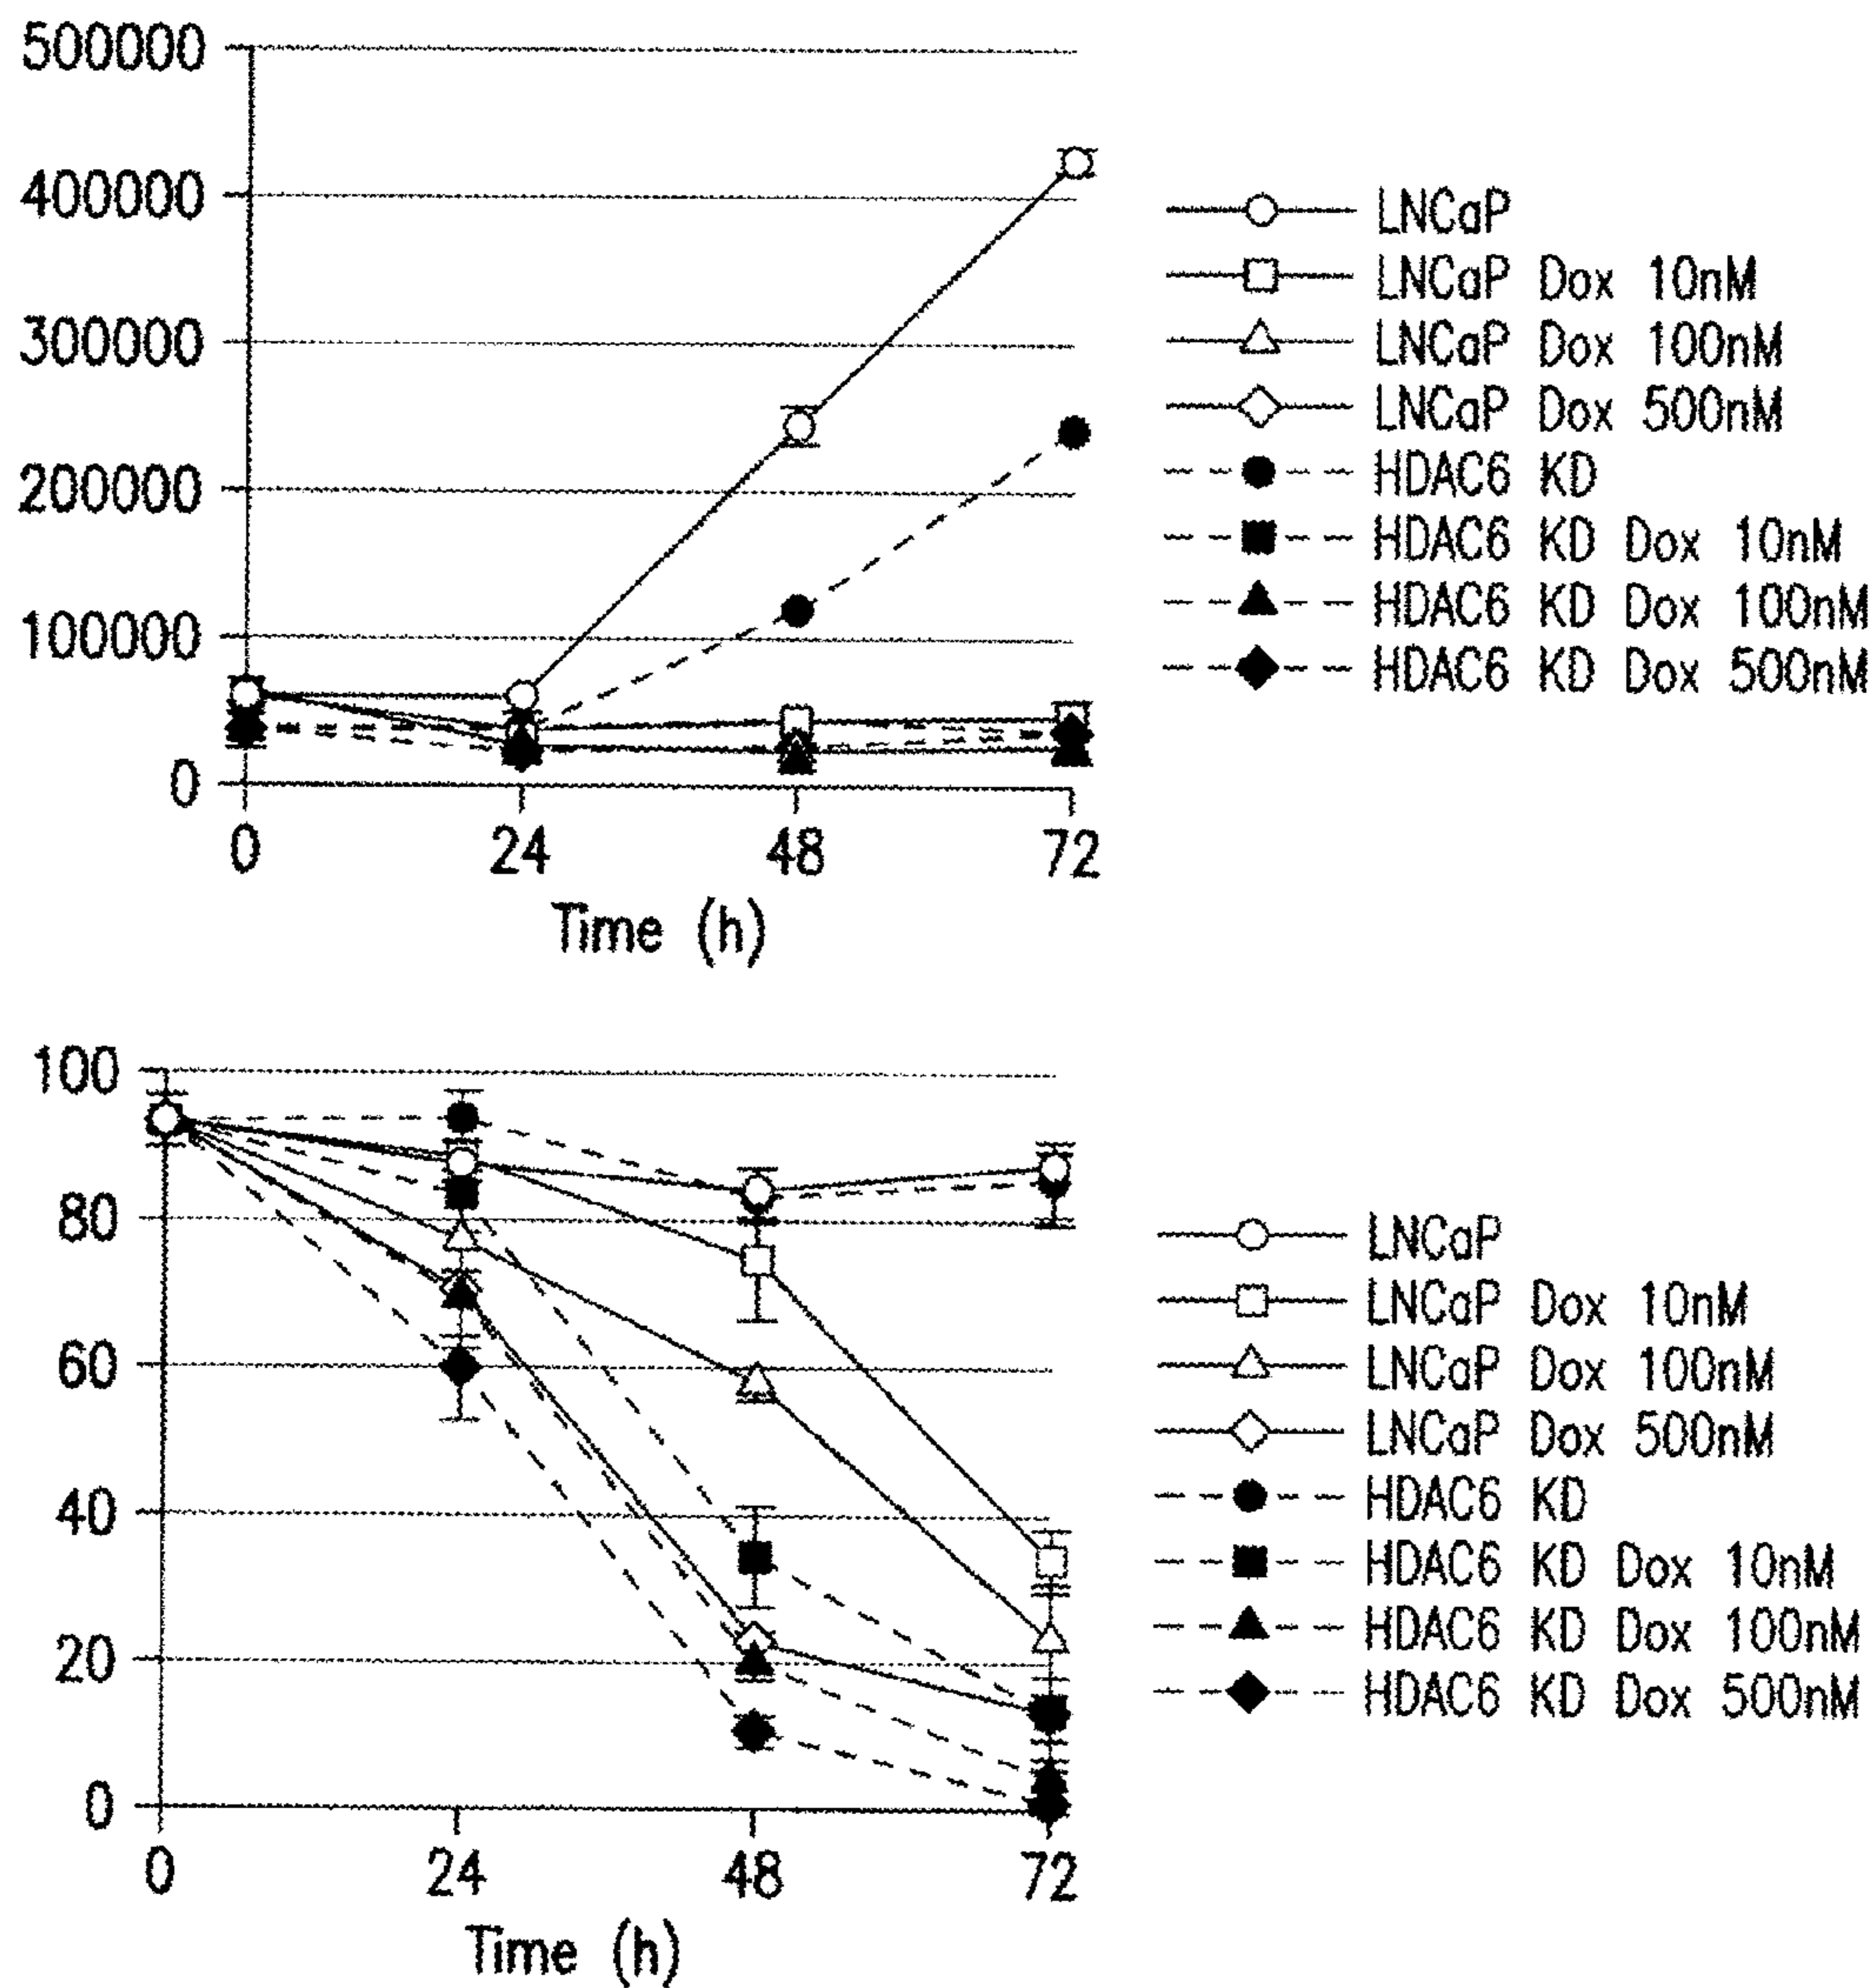 500000
400000
300000
200000
100000
0
0 24 48 72
Time (h)
LNCaP
LNCaP Dox 10nM
LNCaP Dox 100nM
LNCaP Dox 500nM
HDAC6 KD
HDAC6 KD Dox 10nM
HDAC6 KD Dox 100nM
HDAC6 KD Dox 500nM
100
80
60
40
20
0
0 24 48 72
Time (h)
LNCaP
LNCaP Dox 10nM
LNCaP Dox 100nM
LNCaP Dox 500nM
HDAC6 KD
HDAC6 KD Dox 10nM
HDAC6 KD Dox 100nM
HDAC6 KD Dox 500nM